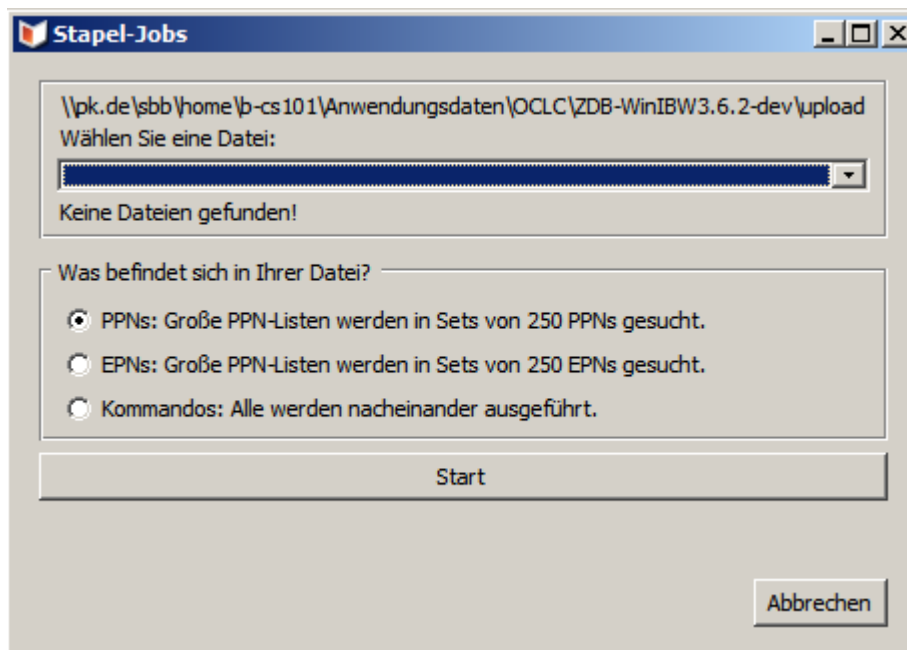 Stapel-Jobs
\\pk.de\sbb\home\b-cs101\Anwendungsdaten\OCLC\ZDB-WinIBW3.6.2-dev\upload
Wählen Sie eine Datei:
Keine Dateien gefunden!
Was befindet sich in Ihrer Datei?
PPNs: Große PPN-Listen werden in Sets von 250 PPNs gesucht.
EPNs: Große PPN-Listen werden in Sets von 250 EPNs gesucht.
Kommandos: Alle werden nacheinander ausgeführt.
Start
Abbrechen